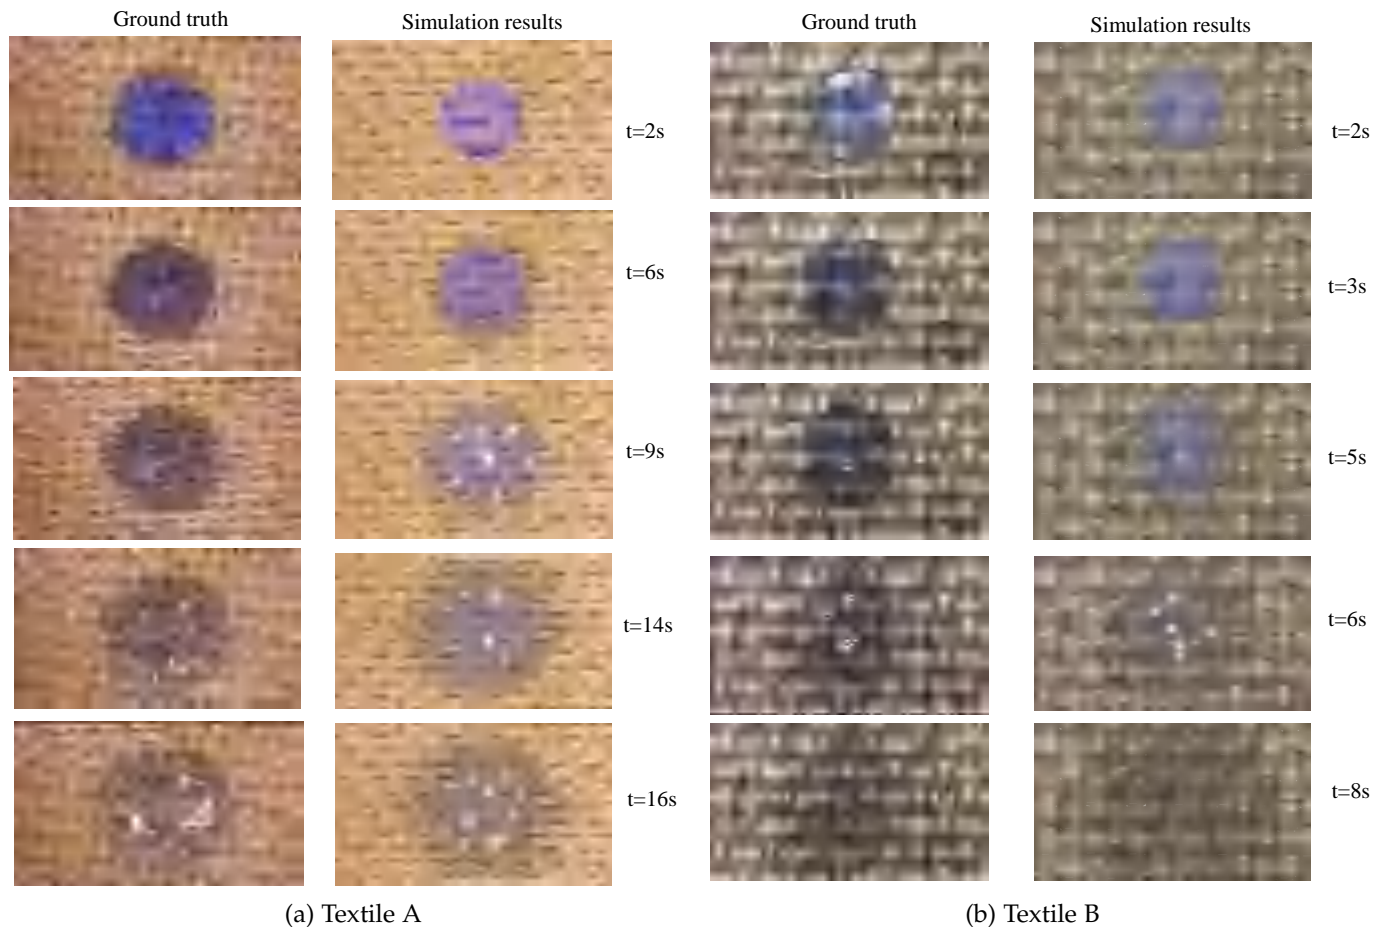 Ground truth
Simulation results
Ground truth
Simulation results
t=2s
t=2s
t=6s
t=3s
t=9s
t=5s
t=14s
t=6s
t=16s
t=8s
(a) Textile A
(b) Textile B